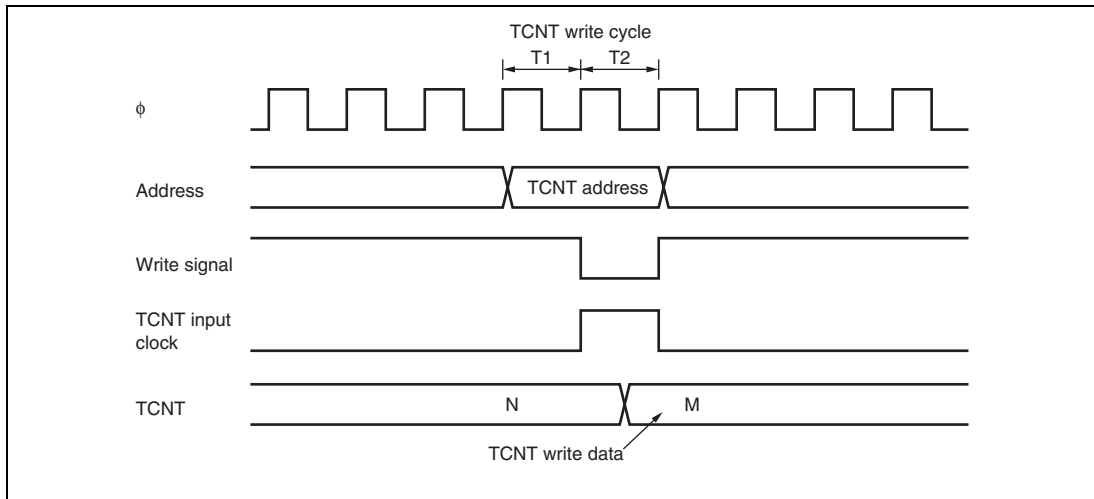 TCNT write cycle
T1 T2
ϕ
Address
TCNT address
Write signal
TCNT input
clock
TCNT
N
M
TCNT write data